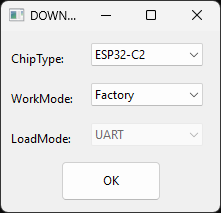 DOWN...
ChipType: ESP32-C2
WorkMode: Factory
LoadMode: UART
OK